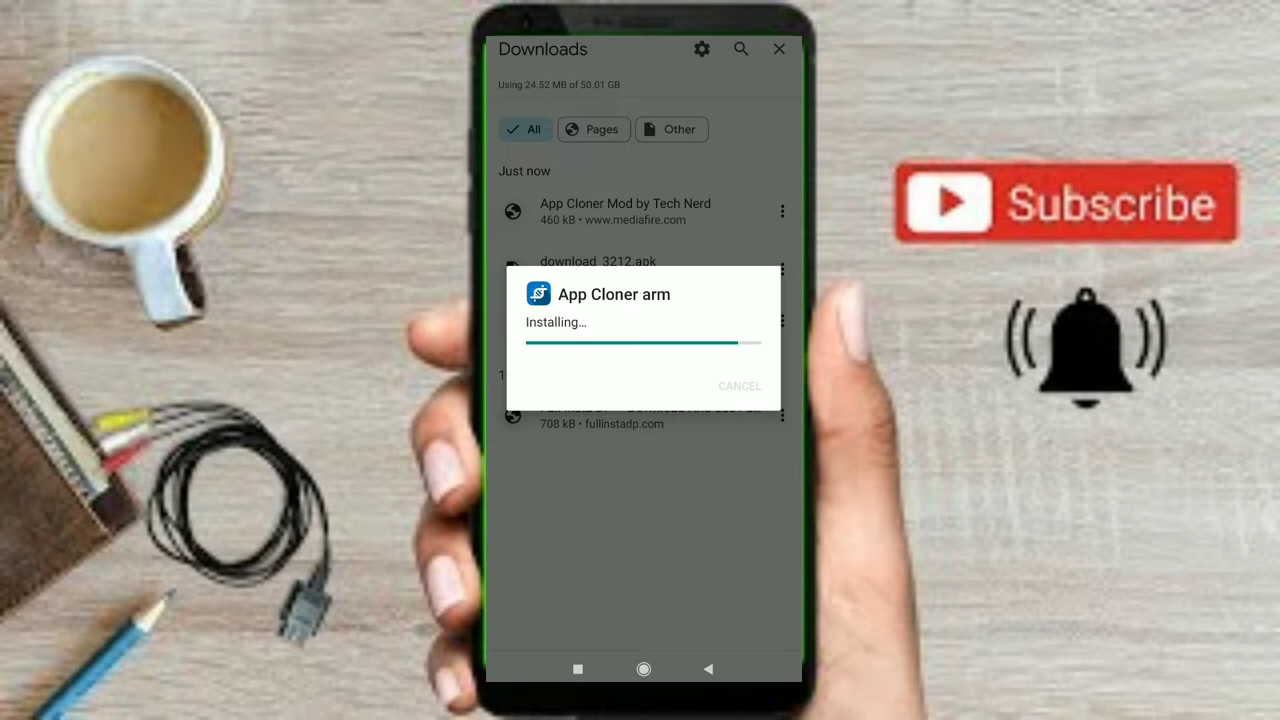 Downloads
Using 24.52 MB of 50.01 GB
All
Pages
Other
Just now
App Cloner Mod by Tech Nerd
460 kB • www.mediafire.com
download_3212.apk
App Cloner arm
Installing...
CANCEL
708 kB • fullinstadp.com
Subscribe